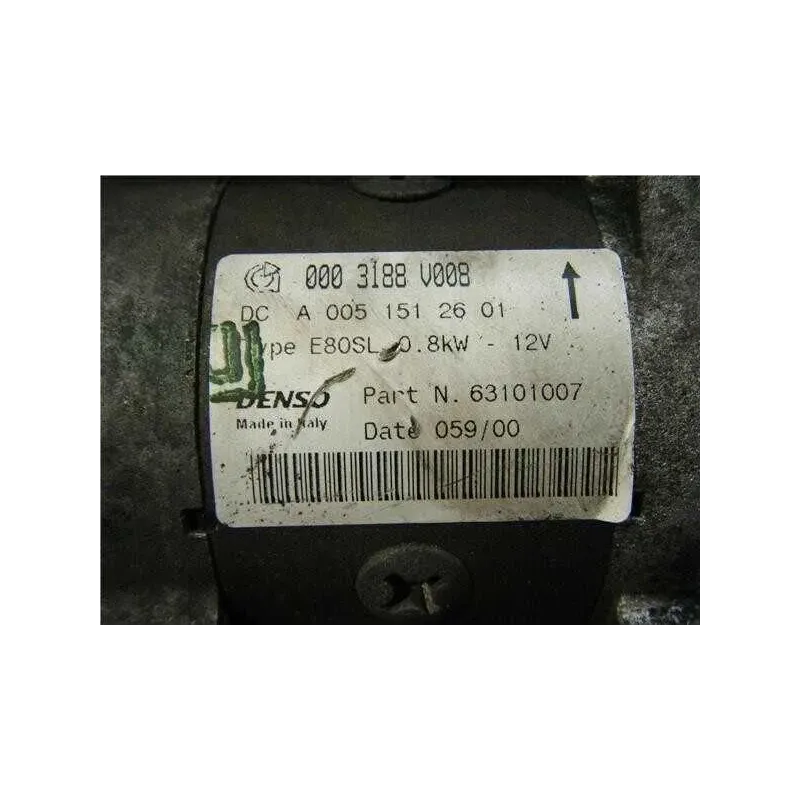 000 3188 V008
DC A 005 151 26 01
Type E80SL 0.8kW - 12V
DENSO Part N. 63101007
Made in Italy Date 059/00